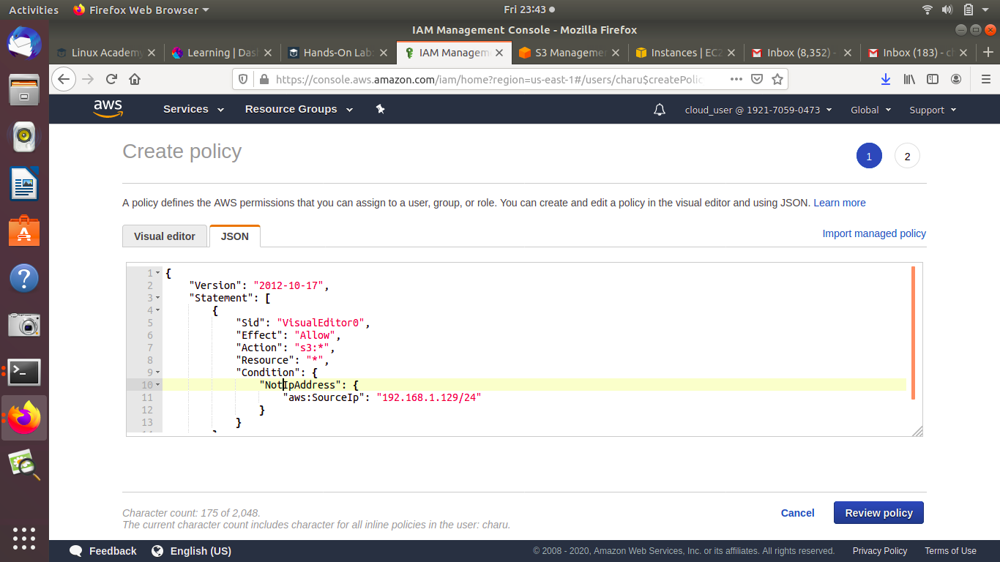 Activities Firefox Web Browser Fri 23:43
IAM Management Console - Mozilla Firefox
Linux Academy Learning | Das Hands-On Lab IAM Managem S3 Manageme Instances | EC2 Inbox (8,352) - Inbox (183) - c
https://console.aws.amazon.com/iam/home?region=us-east-1#/users/charu$createPolic
aws Services Resource Groups cloud_user @ 1921-7059-0473 Global Support
Create policy 1 2
A policy defines the AWS permissions that you can assign to a user, group, or role. You can create and edit a policy in the visual editor and using JSON. Learn more
Visual editor JSON Import managed policy
1 {
2 "Version": "2012-10-17",
3 "Statement": [
4 {
5 "Sid": "VisualEditor0",
6 "Effect": "Allow",
7 "Action": "s3:*",
8 "Resource": "*",
9 "Condition": {
10 "NotIpAddress": {
11 "aws:SourceIp": "192.168.1.129/24"
12 }
13 }
Character count: 175 of 2,048.
The current character count includes character for all inline policies in the user: charu.
Cancel Review policy
Feedback English (US) © 2008 - 2020, Amazon Web Services, Inc. or its affiliates. All rights reserved. Privacy Policy Terms of Use